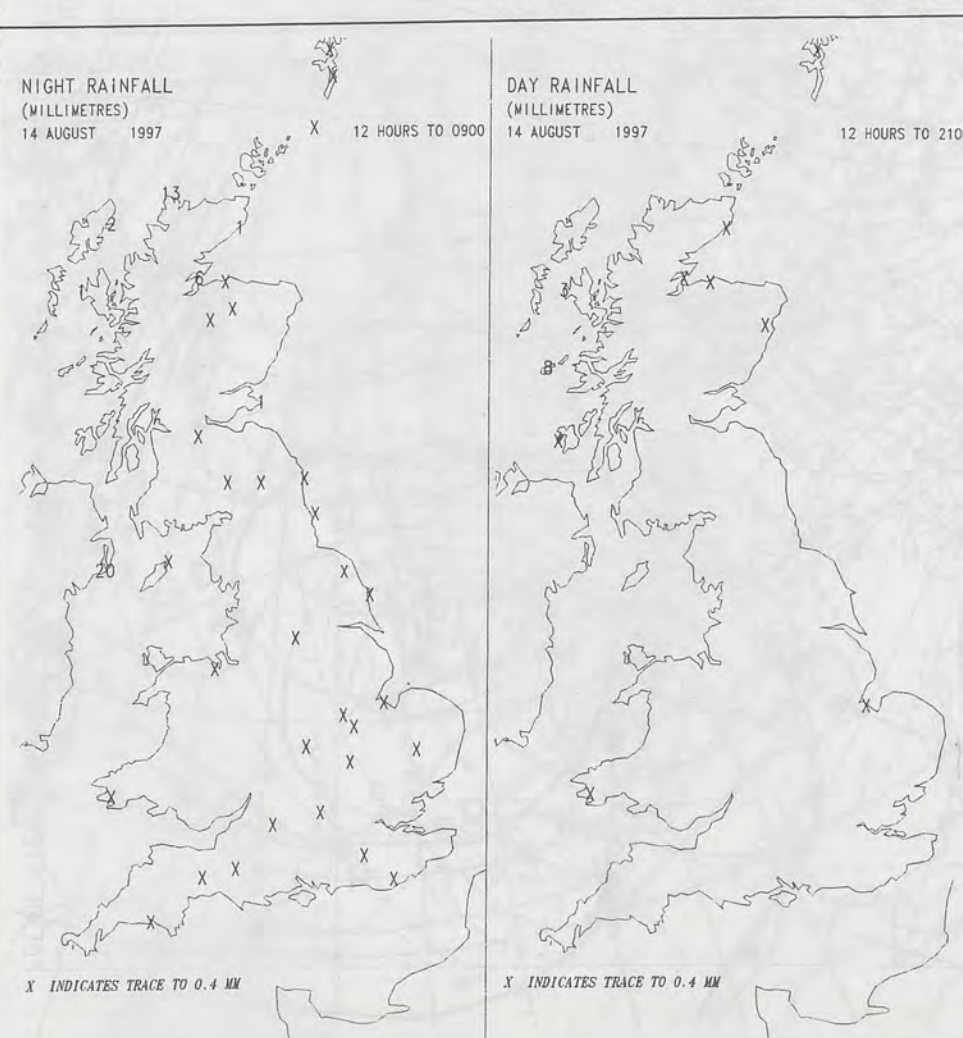 NIGHT RAINFALL
(MILLIMETRES)
14 AUGUST 1997
12 HOURS TO 0900
X
X
13
2
1
6 X
X
X
1
X
X X X
X
20 X
X
X
X
X
X
X
X
X X
X
X
X
X
X
X
X
X
X
X INDICATES TRACE TO 0.4 MM
DAY RAINFALL
(MILLIMETRES)
14 AUGUST 1997
12 HOURS TO 210
X
X X
3
X
8
X
X
X
X INDICATES TRACE TO 0.4 MM